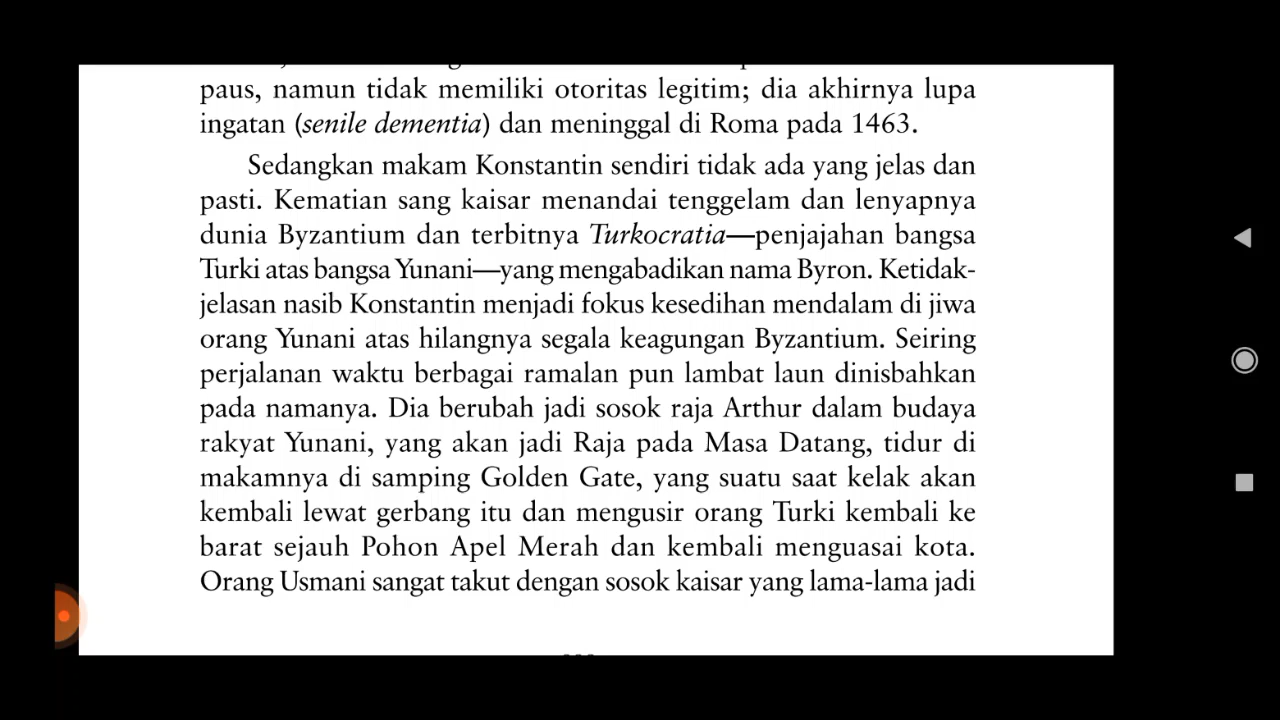 paus, namun tidak memiliki otoritas legitim; dia akhirnya lupa
ingatan (senile dementia) dan meninggal di Roma pada 1463.
Sedangkan makam Konstantin sendiri tidak ada yang jelas dan
pasti. Kematian sang kaisar menandai tenggelam dan lenyapnya
dunia Byzantium dan terbitnya Turkocratia—penjajahan bangsa
Turki atas bangsa Yunani—yang mengabadikan nama Byron. Ketidak-
jelasan nasib Konstantin menjadi fokus kesedihan mendalam di jiwa
orang Yunani atas hilangnya segala keagungan Byzantium. Seiring
perjalanan waktu berbagai ramalan pun lambat laun dinisbahkan
pada namanya. Dia berubah jadi sosok raja Arthur dalam budaya
rakyat Yunani, yang akan jadi Raja pada Masa Datang, tidur di
makamnya di samping Golden Gate, yang suatu saat kelak akan
kembali lewat gerbang itu dan mengusir orang Turki kembali ke
barat sejauh Pohon Apel Merah dan kembali menguasai kota.
Orang Usmani sangat takut dengan sosok kaisar yang lama-lama jadi